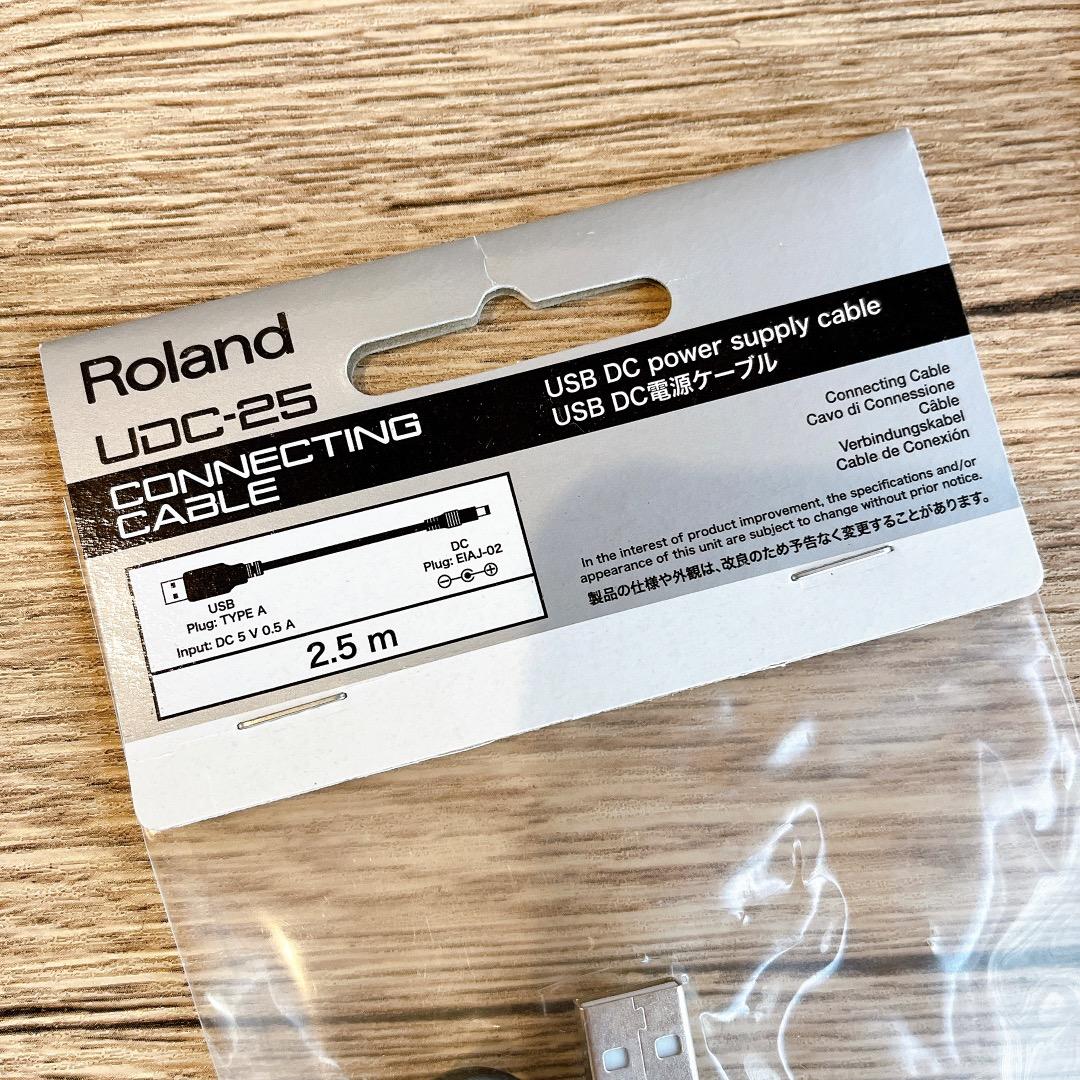 Roland
UDC-25
CONNECTING
CABLE
USB DC power supply cable
USB DC電源ケーブル
Connecting Cable
Cavo di Connessione
Câble
Verbindungskabel
Cable de Conexión
In the interest of product improvement, the specifications and/or
appearance of this unit are subject to change without prior notice.
製品の仕様や外観は、改良のため予告なく変更することがあります。
USB
Plug: TYPE A
Input: DC 5 V 0.5 A
DC
Plug: EIAJ-02
2.5 m